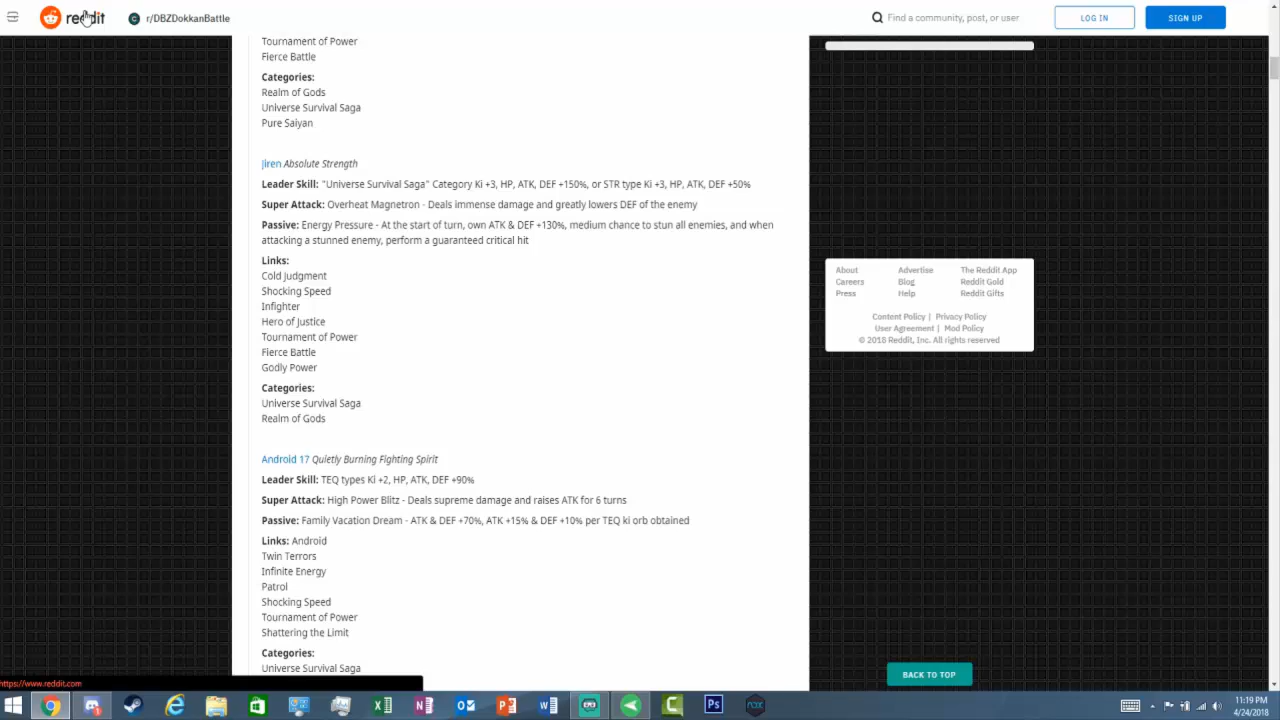 reddit
r/DBZDokkanBattle
Find a community, post, or user
LOG IN
SIGN UP
Tournament of Power
Fierce Battle
Categories:
Realm of Gods
Universe Survival Saga
Pure Saiyan
Jiren Absolute Strength
Leader Skill: "Universe Survival Saga" Category Ki +3, HP, ATK, DEF +150%, or STR type Ki +3, HP, ATK, DEF +50%
Super Attack: Overheat Magnetron - Deals immense damage and greatly lowers DEF of the enemy
Passive: Energy Pressure - At the start of turn, own ATK & DEF +130%, medium chance to stun all enemies, and when
attacking a stunned enemy, perform a guaranteed critical hit
Links:
Cold Judgment
Shocking Speed
Infighter
Hero of Justice
Tournament of Power
Fierce Battle
Godly Power
Categories:
Universe Survival Saga
Realm of Gods
Android 17 Quietly Burning Fighting Spirit
Leader Skill: TEQ types Ki +2, HP, ATK, DEF +90%
Super Attack: High Power Blitz - Deals supreme damage and raises ATK for 6 turns
Passive: Family Vacation Dream - ATK & DEF +70%, ATK +15% & DEF +10% per TEQ ki orb obtained
Links: Android
Twin Terrors
Infinite Energy
Patrol
Shocking Speed
Tournament of Power
Shattering the Limit
Categories:
Universe Survival Saga
About Advertise The Reddit App
Careers Blog Reddit Gold
Press Help Reddit Gifts
Content Policy | Privacy Policy
User Agreement | Mod Policy
© 2018 Reddit, Inc. All rights reserved
BACK TO TOP
https://www.reddit.com
11:19 PM
4/24/2018